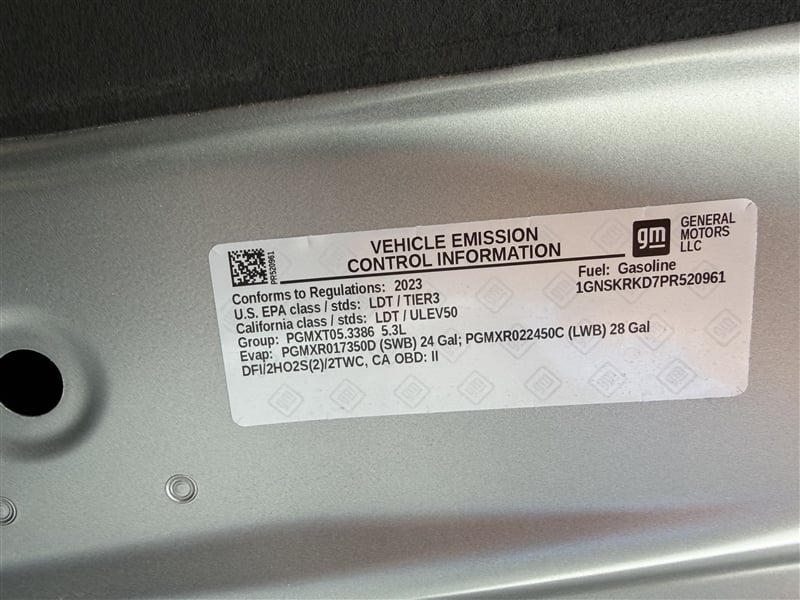 PR520961
VEHICLE EMISSION
CONTROL INFORMATION
gm
GENERAL
MOTORS
LLC
Conforms to Regulations: 2023
Fuel: Gasoline
U.S. EPA class / stds: LDT / TIER3
1GNSKRKD7PR520961
California class / stds: LDT / ULEV50
Group: PGMXT05.3386 5.3L
Evap: PGMXR017350D (SWB) 24 Gal; PGMXR022450C (LWB) 28 Gal
DFI/2HO2S(2)/2TWC, CA OBD: II